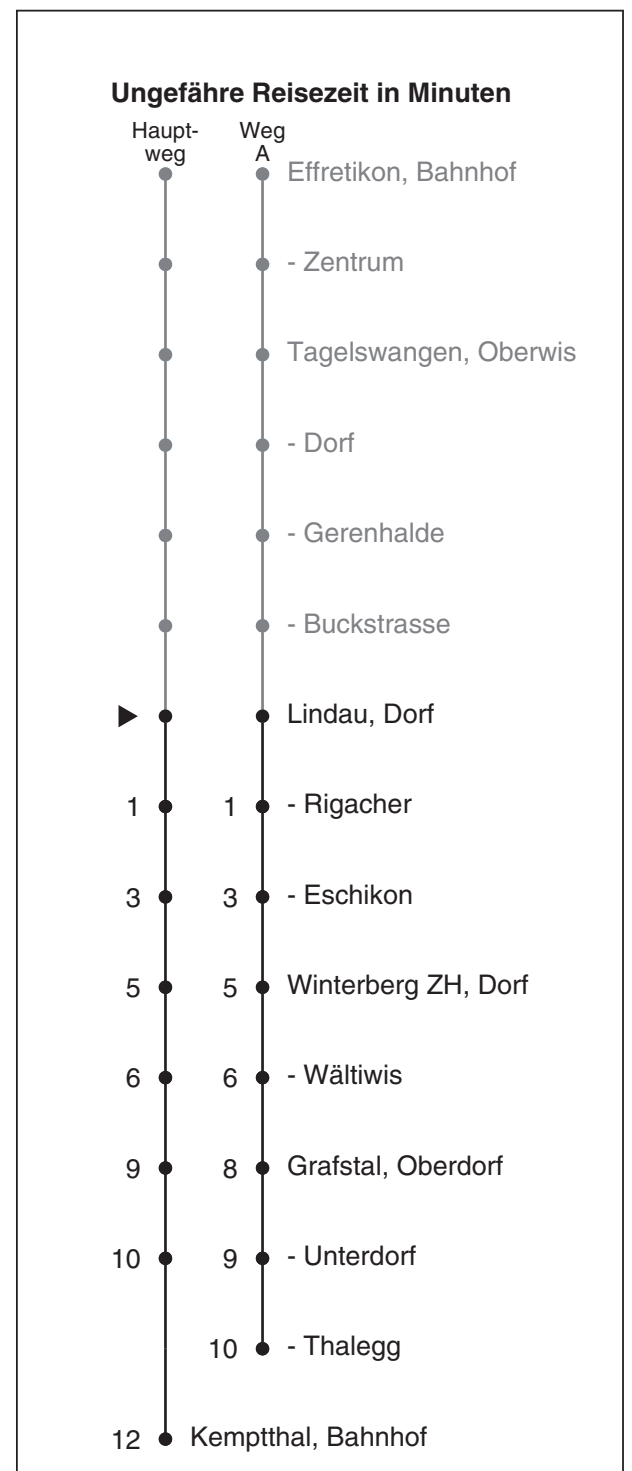 Ungefähre Reisezeit in Minuten
Haupt- Weg
weg A
Effretikon, Bahnhof
- Zentrum
Tagelswangen, Oberwis
- Dorf
- Gerenhalde
- Buckstrasse
Lindau, Dorf
1 1 - Rigacher
3 3 - Eschikon
5 5 Winterberg ZH, Dorf
6 6 - Wältiwis
9 8 Grafstal, Oberdorf
10 9 - Unterdorf
10 - Thalegg
12 Kemptthal, Bahnhof